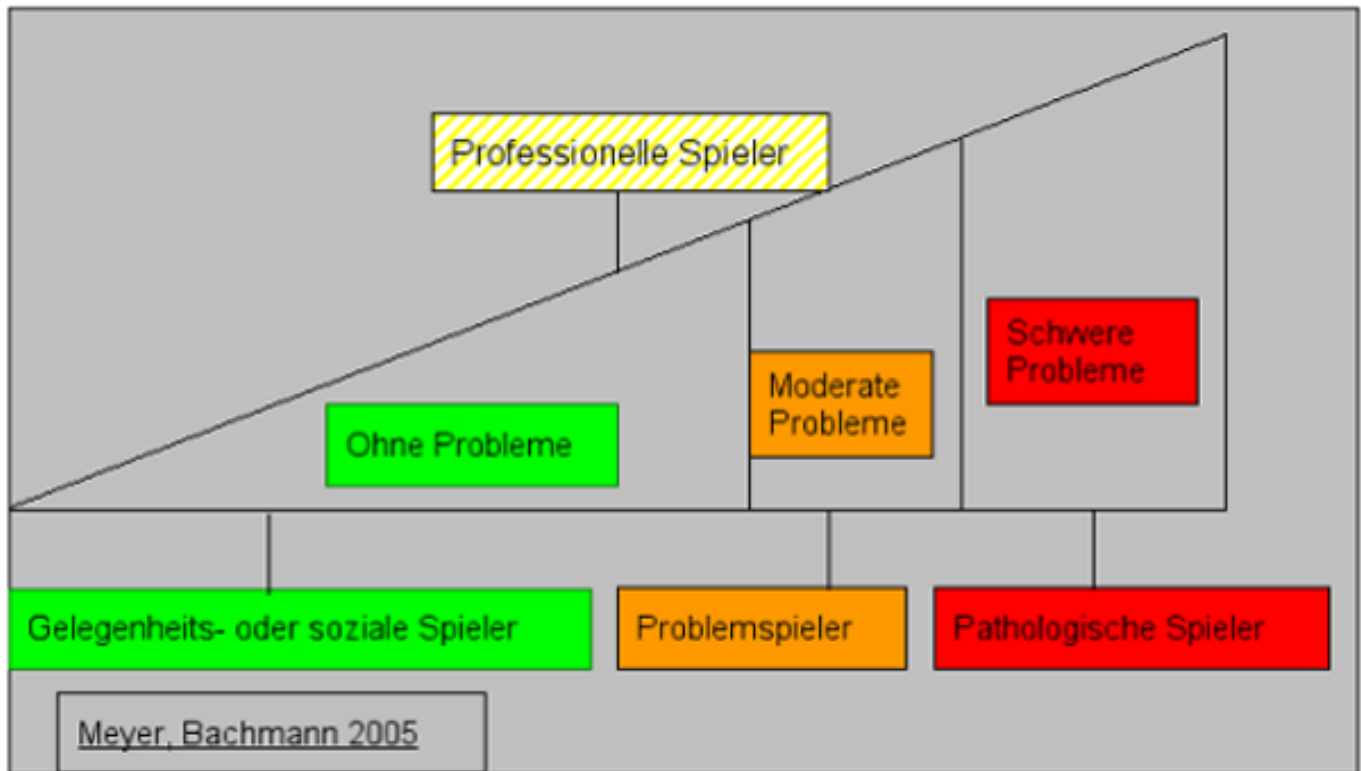 Professionelle Spieler
Schwere
Probleme
Moderate
Probleme
Ohne Probleme
Gelegenheits- oder soziale Spieler
Problemspieler
Pathologische Spieler
Meyer, Bachmann 2005